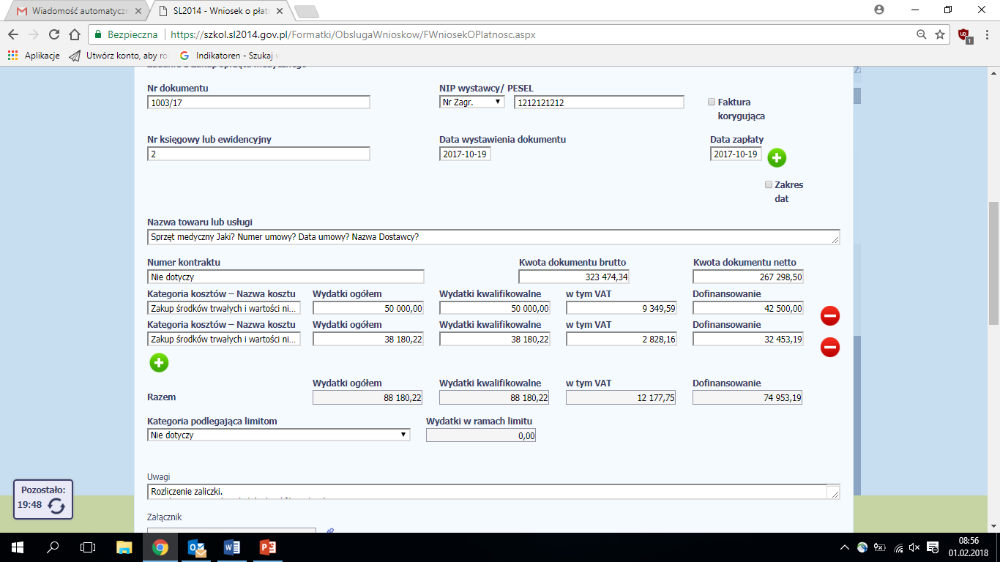 Wiadomość automatyczn
SL2014 - Wniosek o płatn
Bezpieczna
https://szkol.sl2014.gov.pl/Formatki/ObslugaWnioskow/FWniosekOPlatnosc.aspx
1
Aplikacje
Utwórz konto, aby ro
Indikatoren - Szukaj
Nr dokumentu
NIP wystawcy/ PESEL
1003/17
Nr Zagr.
1212121212
Faktura
korygująca
Nr księgowy lub ewidencyjny
Data wystawienia dokumentu
Data zapłaty
2
2017-10-19
2017-10-19
Zakres
dat
Nazwa towaru lub usługi
Sprzęt medyczny Jaki? Numer umowy? Data umowy? Nazwa Dostawcy?
Numer kontraktu
Kwota dokumentu brutto
Kwota dokumentu netto
Nie dotyczy
323 474,34
267 298,50
Kategoria kosztów – Nazwa kosztu
Wydatki ogółem
Wydatki kwalifikowalne
w tym VAT
Dofinansowanie
Zakup środków trwałych i wartości ni...
50 000,00
50 000,00
9 349,59
42 500,00
Kategoria kosztów – Nazwa kosztu
Wydatki ogółem
Wydatki kwalifikowalne
w tym VAT
Dofinansowanie
Zakup środków trwałych i wartości ni...
38 180,22
38 180,22
2 828,16
32 453,19
Wydatki ogółem
Wydatki kwalifikowalne
w tym VAT
Dofinansowanie
Razem
88 180,22
88 180,22
12 177,75
74 953,19
Kategoria podlegająca limitom
Wydatki w ramach limitu
Nie dotyczy
0,00
Uwagi
Rozliczenie zaliczki.
Załącznik
Pozostało:
19:48
08:56
01.02.2018